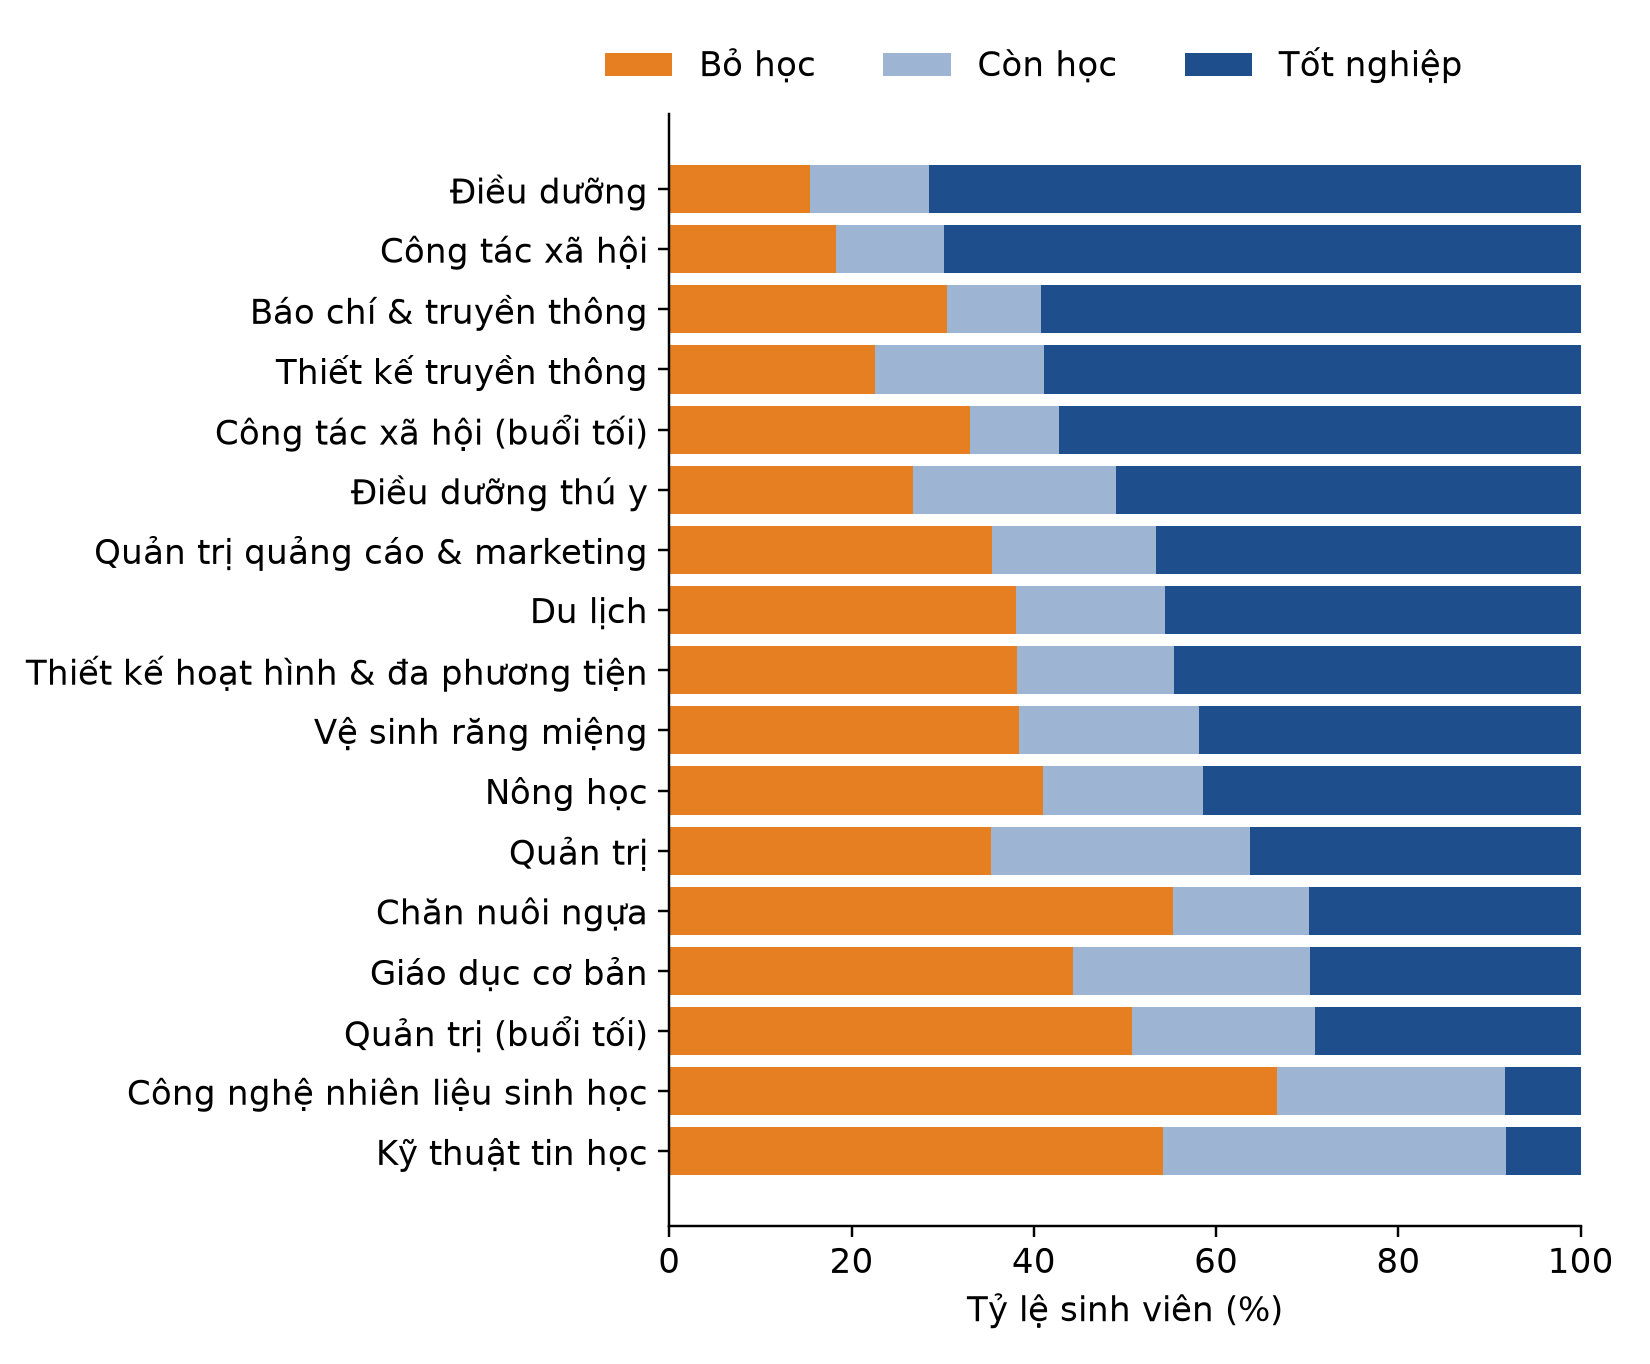 Bỏ học Còn học Tốt nghiệp
Điều dưỡng
Công tác xã hội
Báo chí & truyền thông
Thiết kế truyền thông
Công tác xã hội (buổi tối)
Điều dưỡng thú y
Quản trị quảng cáo & marketing
Du lịch
Thiết kế hoạt hình & đa phương tiện
Vệ sinh răng miệng
Nông học
Quản trị
Chăn nuôi ngựa
Giáo dục cơ bản
Quản trị (buổi tối)
Công nghệ nhiên liệu sinh học
Kỹ thuật tin học
0 20 40 60 80 100
Tỷ lệ sinh viên (%)